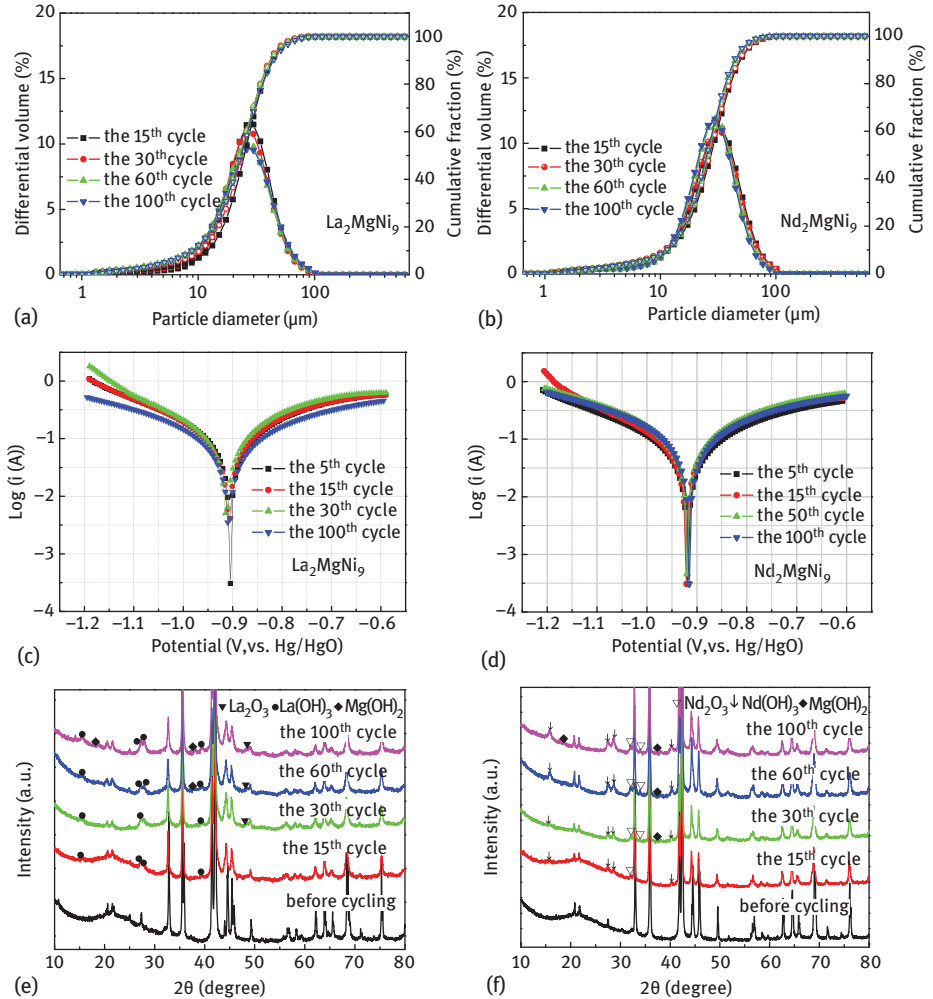 20
15
10
5
0
Differential volume (%)
the 15th cycle
the 30thcycle
the 60th cycle
the 100th cycle
La2MgNi9
100
80
60
40
20
0
Cumulative fraction (%)
1 10 100
Particle diameter (μm)
(a)
20
15
10
5
0
Differential volume (%)
the 15th cycle
the 30th cycle
the 60th cycle
the 100th cycle
Nd2MgNi9
100
80
60
40
20
0
Cumulative fraction (%)
1 10 100
Particle diameter (μm)
(b)
0
−1
−2
−3
−4
Log (i (A))
the 5th cycle
the 15th cycle
the 30th cycle
the 100th cycle
La2MgNi9
−1.2 −1.1 −1.0 −0.9 −0.8 −0.7 −0.6
Potential (V,vs. Hg/HgO)
(c)
1
0
−1
−2
−3
−4
Log (i (A))
the 5th cycle
the 15th cycle
the 50th cycle
the 100th cycle
Nd2MgNi9
−1.2 −1.1 −1.0 −0.9 −0.8 −0.7 −0.6
Potential (V,vs. Hg/HgO)
(d)
Intensity (a.u.)
▼La2O3 ●La(OH)3 ◆Mg(OH)2
the 100th cycle
the 60th cycle
the 30th cycle
the 15th cycle
before cycling
10 20 30 40 50 60 70 80
2θ (degree)
(e)
Intensity (a.u.)
▽Nd2O3 ↓Nd(OH)3 ◆Mg(OH)2
the 100th cycle
the 60th cycle
the 30th cycle
the 15th cycle
before cycling
10 20 30 40 50 60 70 80
2θ (degree)
(f)